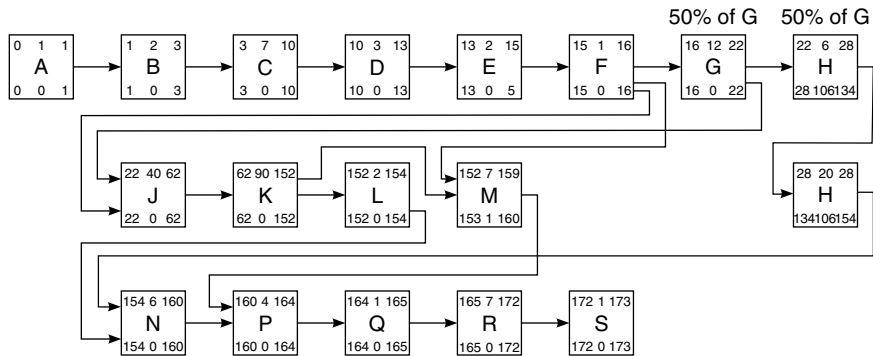 50% of G 50% of G
0 1 1 1 2 3 3 7 10 10 3 13 13 2 15 15 1 16 16 12 22 22 6 28
A B C D E F G H
0 0 1 1 0 3 3 0 10 10 0 13 13 0 5 15 0 16 16 0 22 28 106134
22 40 62 62 90 152 152 2 154 152 7 159 28 20 28
J K L M H
22 0 62 62 0 152 152 0 154 153 1 160 134106154
154 6 160 160 4 164 164 1 165 165 7 172 172 1 173
N P Q R S
154 0 160 160 0 164 164 0 165 165 0 172 172 0 173